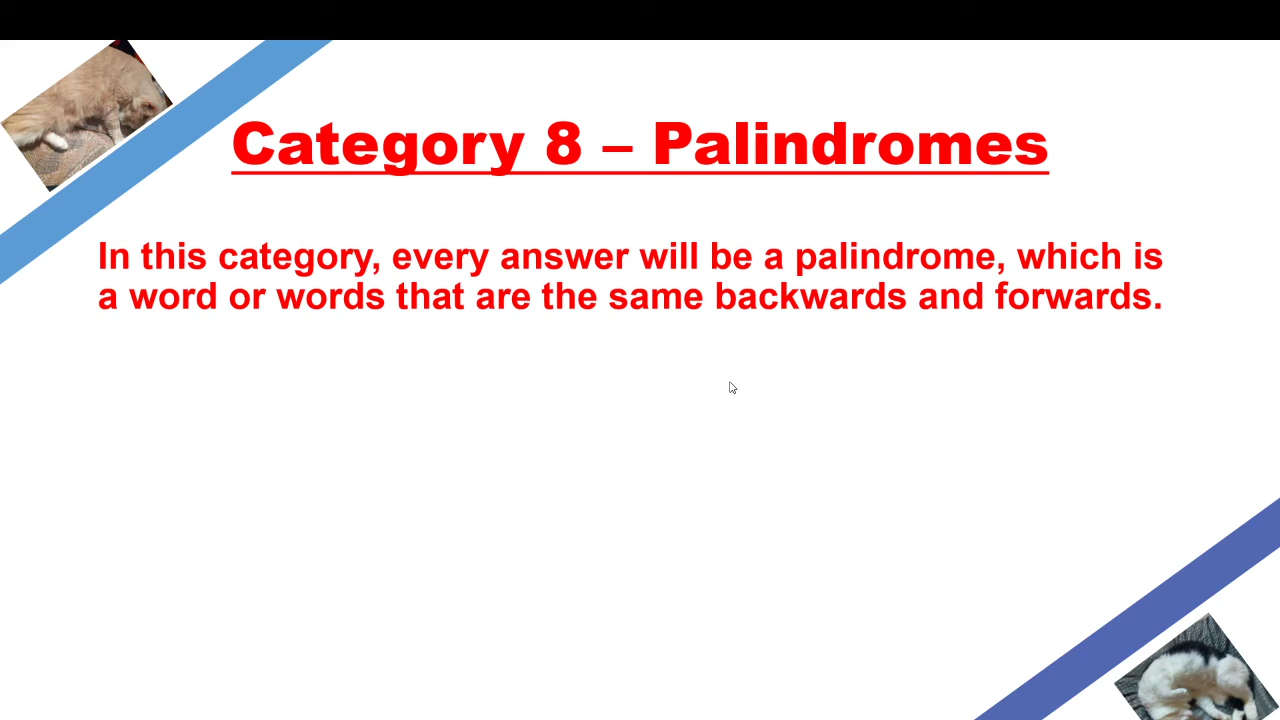 Category 8 – Palindromes
In this category, every answer will be a palindrome, which is
a word or words that are the same backwards and forwards.